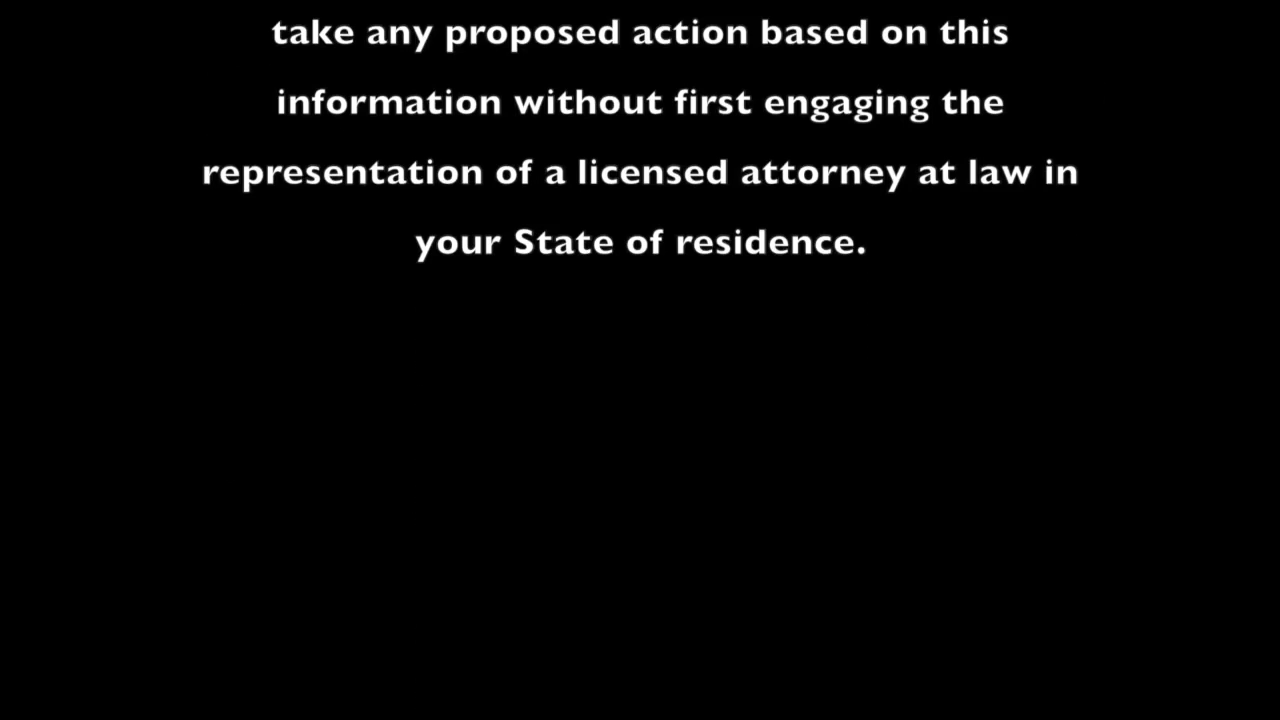 take any proposed action based on this
information without first engaging the
representation of a licensed attorney at law in
your State of residence.